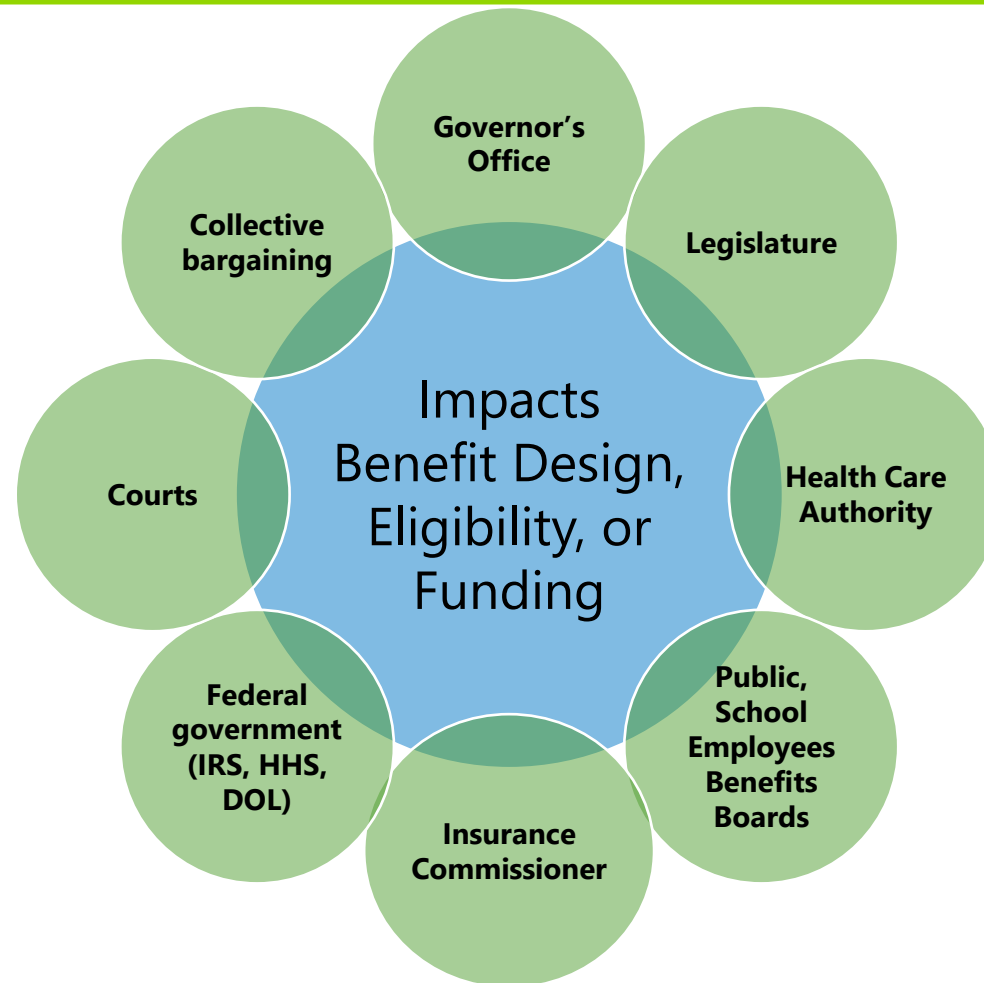 Governor’s
Office
Legislature
Health Care
Authority
Public,
School
Employees
Benefits
Boards
Insurance
Commissioner
Federal
government
(IRS, HHS,
DOL)
Courts
Collective
bargaining
Impacts
Benefit Design,
Eligibility, or
Funding